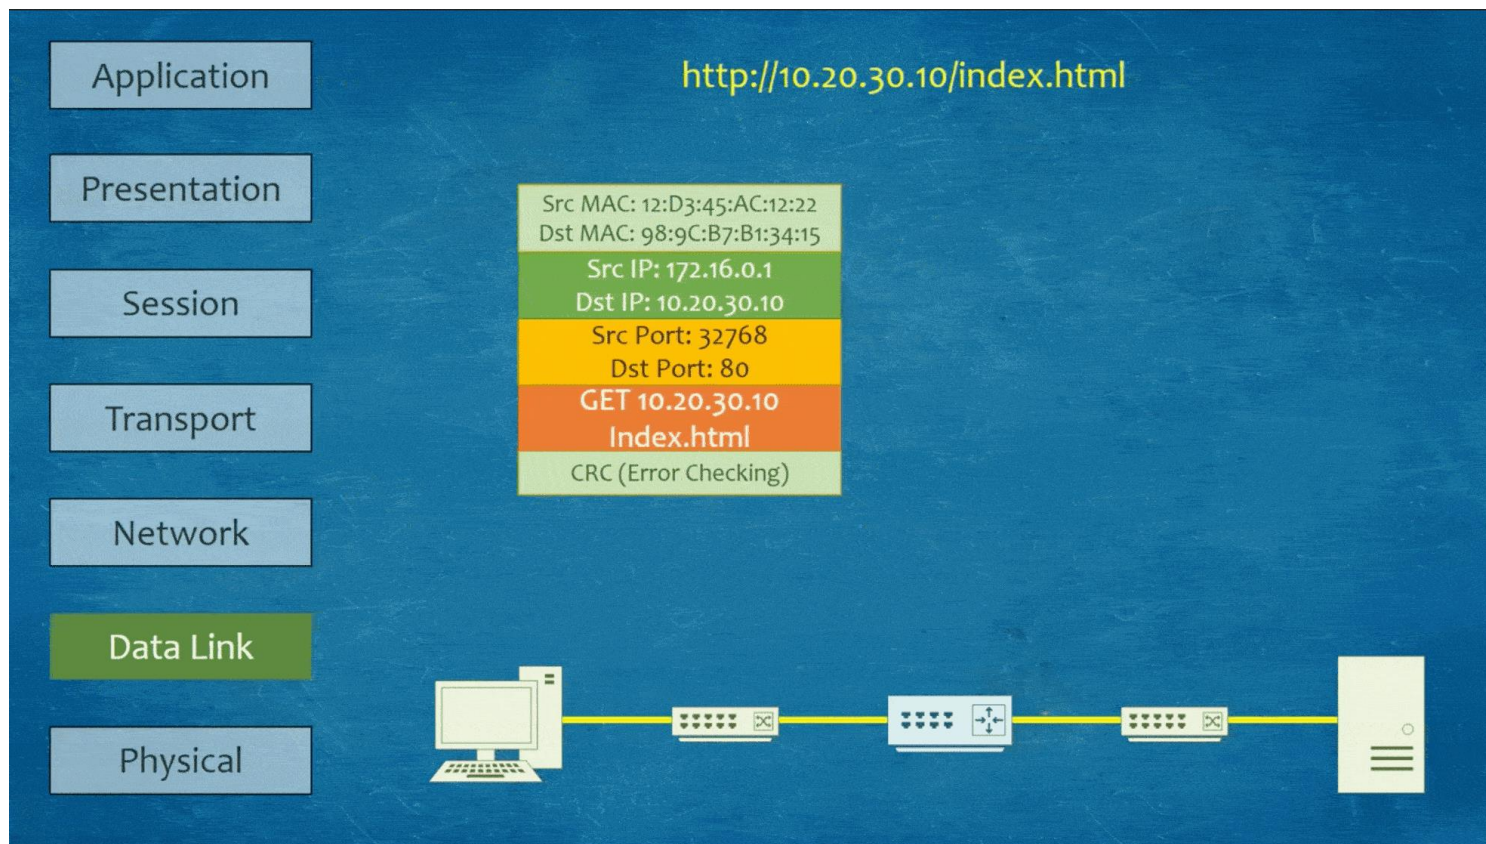 Application
Presentation
Session
Transport
Network
Data Link
Physical
http://10.20.30.10/index.html
Src MAC: 12:D3:45:AC:12:22
Dst MAC: 98:9C:B7:B1:34:15
Src IP: 172.16.0.1
Dst IP: 10.20.30.10
Src Port: 32768
Dst Port: 80
GET 10.20.30.10
Index.html
CRC (Error Checking)